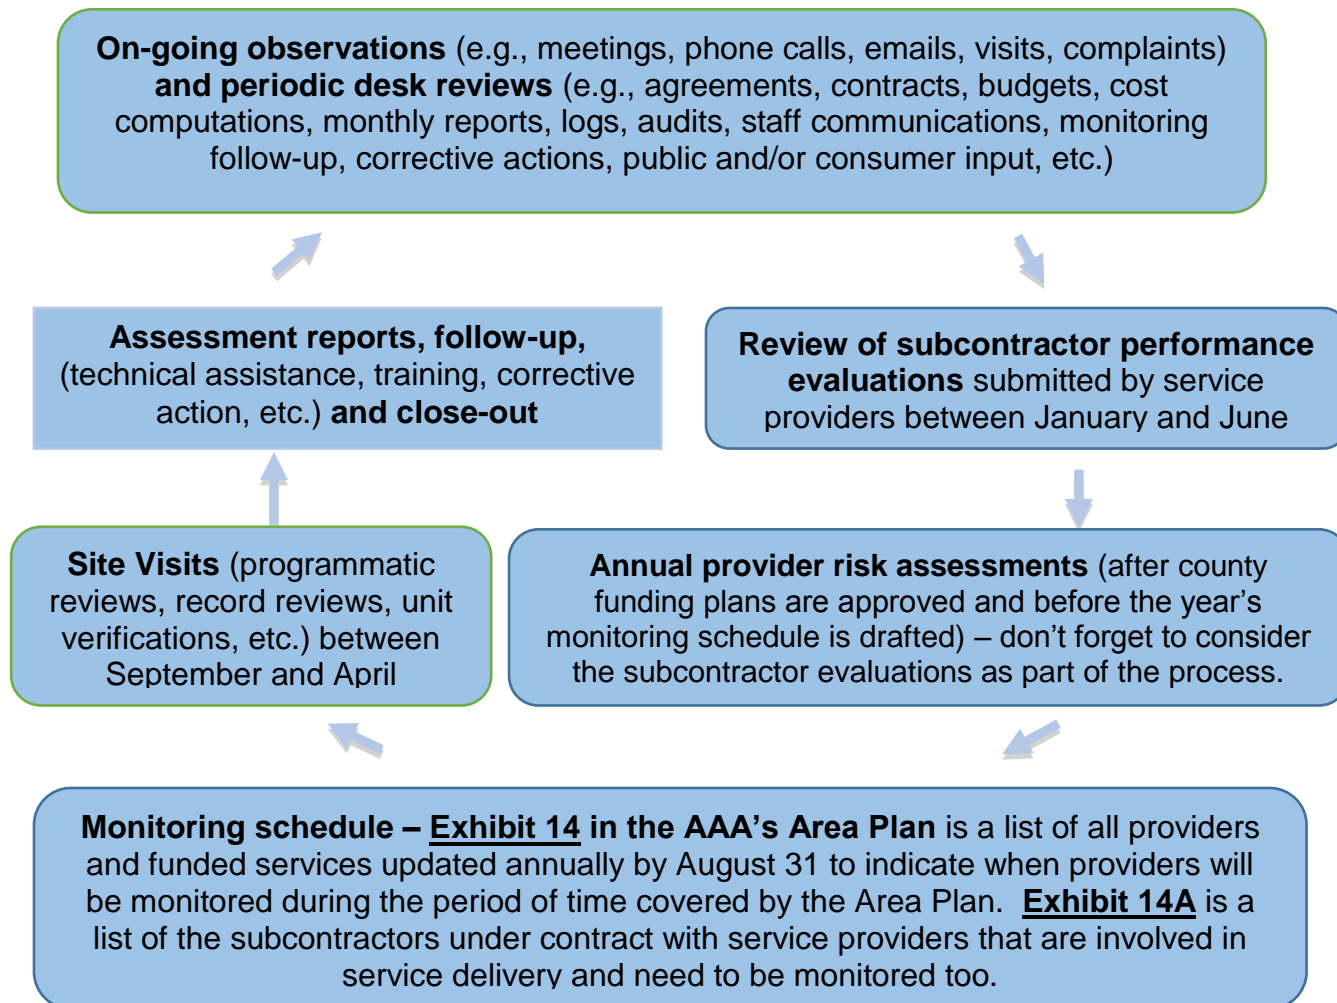 On-going observations (e.g., meetings, phone calls, emails, visits, complaints)
and periodic desk reviews (e.g., agreements, contracts, budgets, cost
computations, monthly reports, logs, audits, staff communications, monitoring
follow-up, corrective actions, public and/or consumer input, etc.)
Assessment reports, follow-up,
(technical assistance, training, corrective
action, etc.) and close-out
Review of subcontractor performance
evaluations submitted by service
providers between January and June
Site Visits (programmatic
reviews, record reviews, unit
verifications, etc.) between
September and April
Annual provider risk assessments (after county
funding plans are approved and before the year’s
monitoring schedule is drafted) – don’t forget to consider
the subcontractor evaluations as part of the process.
Monitoring schedule – Exhibit 14 in the AAA’s Area Plan is a list of all providers
and funded services updated annually by August 31 to indicate when providers will
be monitored during the period of time covered by the Area Plan. Exhibit 14A is a
list of the subcontractors under contract with service providers that are involved in
service delivery and need to be monitored too.